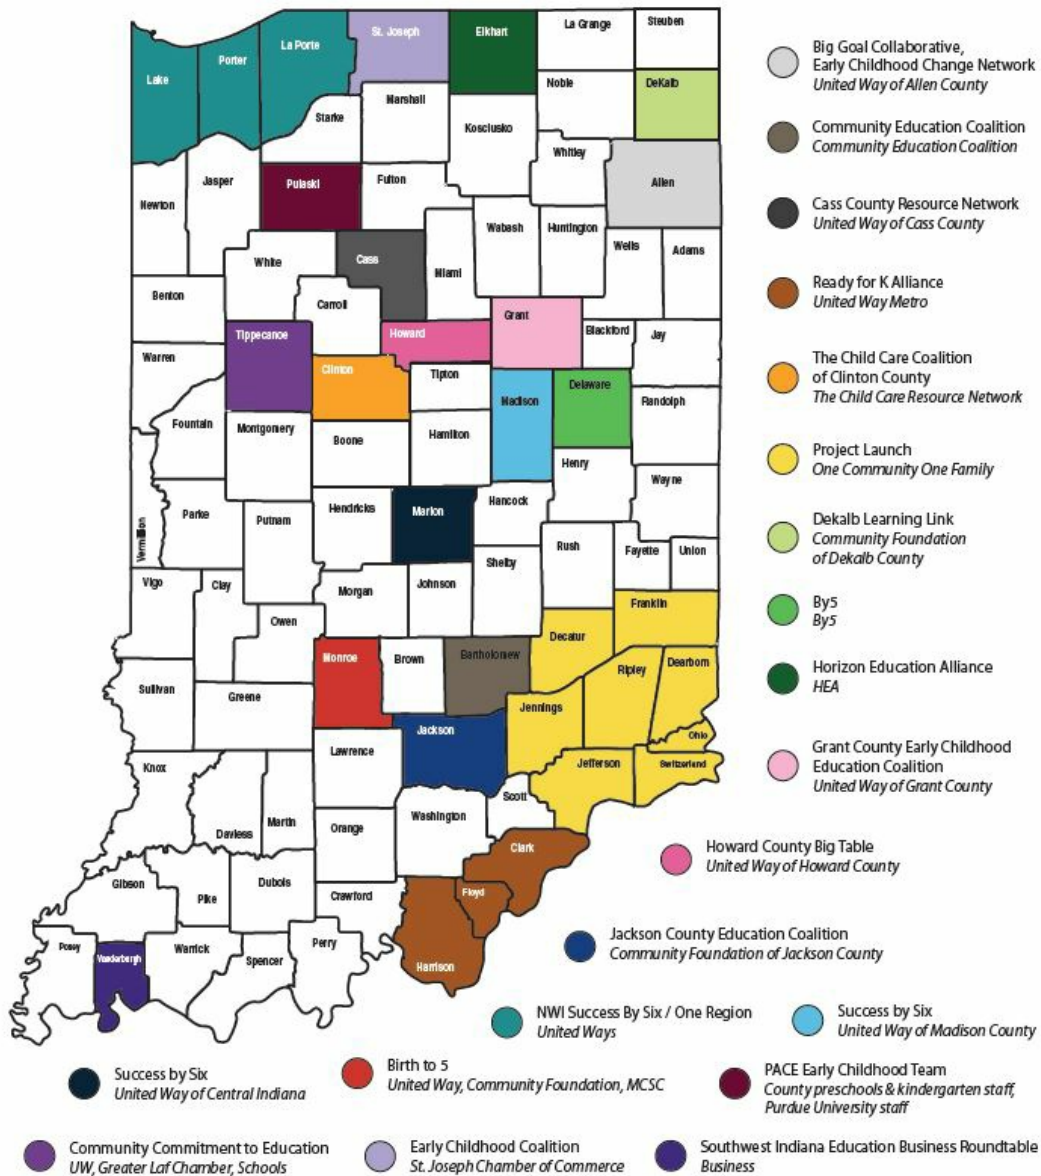 St. Joseph
Elkhart
La Grange
Steuben
Lake
Porter
La Porte
Noble
DeKalb
Starke
Marshall
Kosciusko
Whitley
Allen
Newton
Jasper
Pulaski
Fulton
Wabash
Huntington
Wells
Adams
White
Cass
Miami
Benton
Carroll
Grant
Blackford
Jay
Tippecanoe
Howard
Warren
Clinton
Tipton
Madison
Delaware
Randolph
Fountain
Montgomery
Boone
Hamilton
Henry
Wayne
Vermillion
Parke
Putnam
Hendricks
Marion
Hancock
Rush
Fayette
Union
Shelby
Vigo
Clay
Morgan
Johnson
Franklin
Owen
Decatur
Monroe
Brown
Bartholomew
Ripley
Dearborn
Sullivan
Greene
Jennings
Jackson
Ohio
Lawrence
Jefferson
Switzerland
Knox
Scott
Daviess
Martin
Orange
Washington
Clark
Gibson
Pike
Dubois
Crawford
Floyd
Posey
Vanderburgh
Warrick
Spencer
Perry
Harrison
Big Goal Collaborative,
Early Childhood Change Network
United Way of Allen County
Community Education Coalition
Community Education Coalition
Cass County Resource Network
United Way of Cass County
Ready for K Alliance
United Way Metro
The Child Care Coalition
of Clinton County
The Child Care Resource Network
Project Launch
One Community One Family
Dekalb Learning Link
Community Foundation
of Dekalb County
By5
By5
Horizon Education Alliance
HEA
Grant County Early Childhood
Education Coalition
United Way of Grant County
Howard County Big Table
United Way of Howard County
Jackson County Education Coalition
Community Foundation of Jackson County
NWI Success By Six / One Region
United Ways
Success by Six
United Way of Madison County
Success by Six
United Way of Central Indiana
Birth to 5
United Way, Community Foundation, MCSC
PACE Early Childhood Team
County preschools & kindergarten staff,
Purdue University staff
Community Commitment to Education
UW, Greater Laf Chamber, Schools
Early Childhood Coalition
St. Joseph Chamber of Commerce
Southwest Indiana Education Business Roundtable
Business